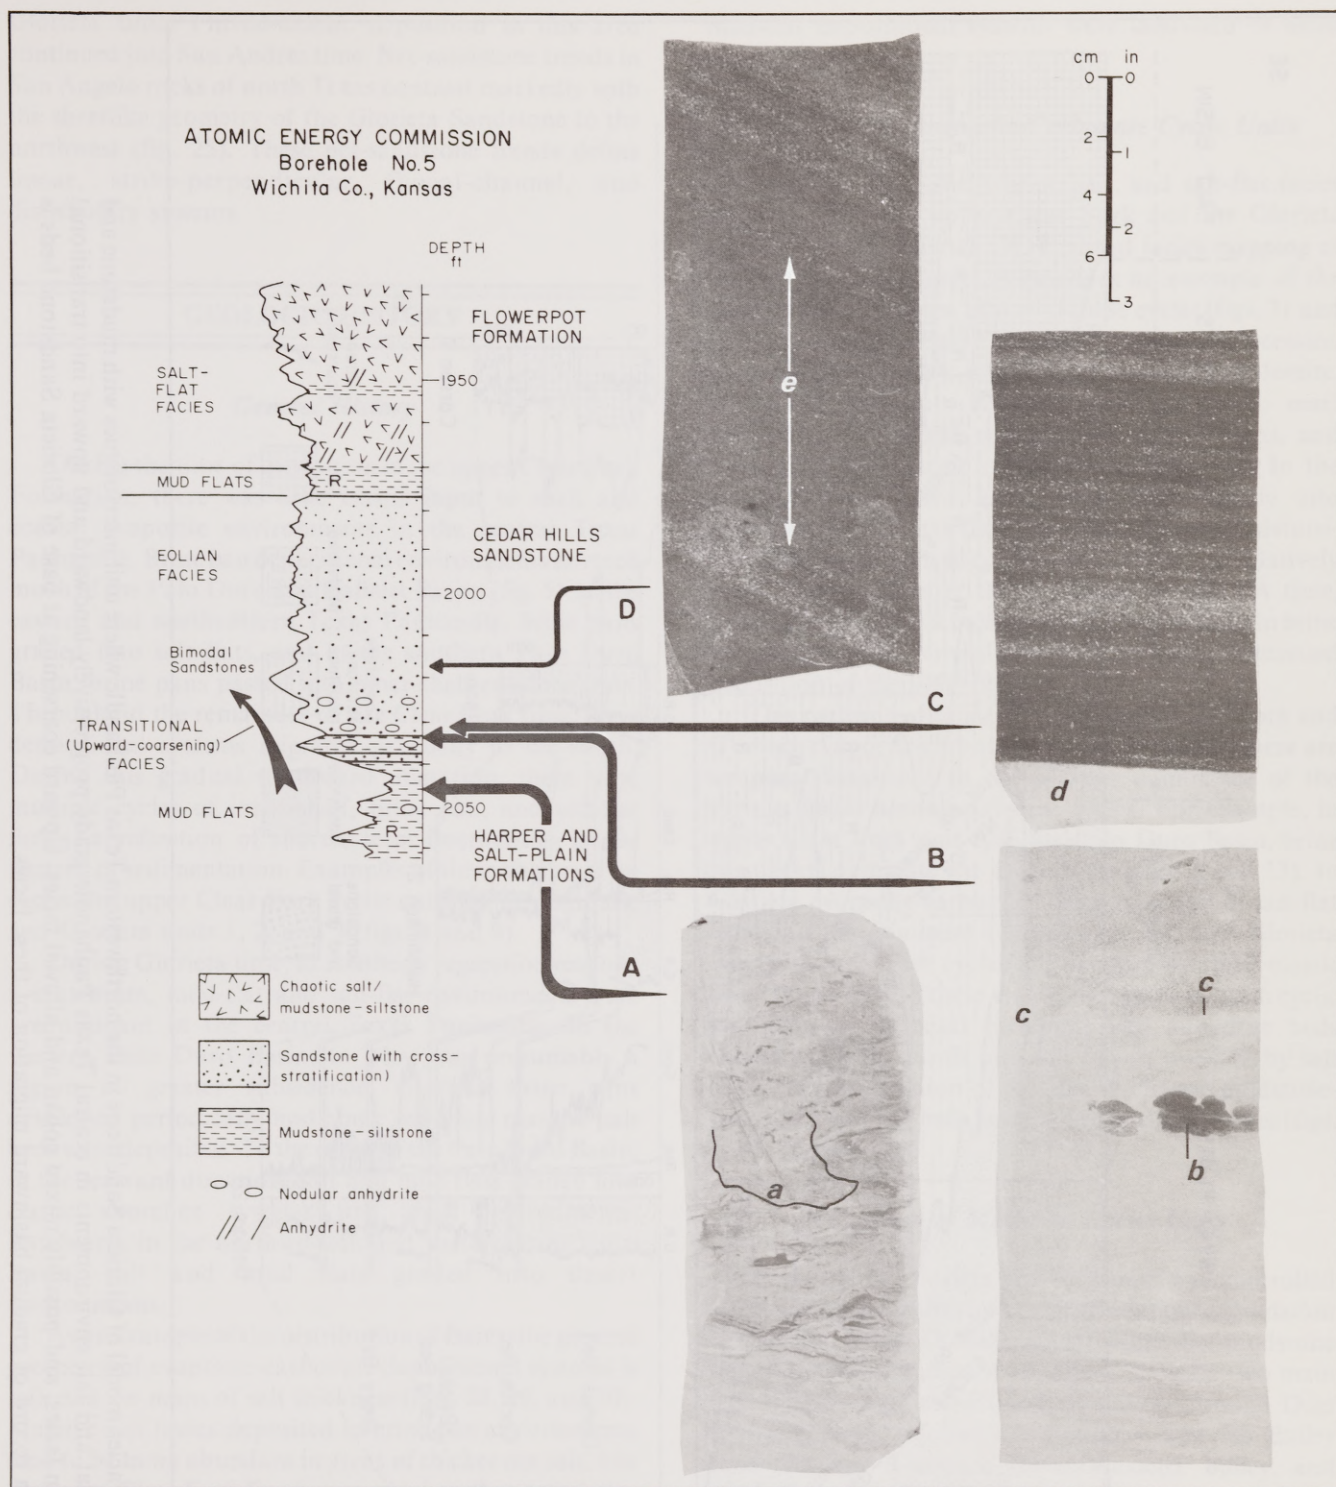 ATOMIC ENERGY COMMISSION
Borehole No.5
Wichita Co., Kansas
DEPTH
ft
FLOWERPOT
FORMATION
1950
SALT-
FLAT
FACIES
MUD FLATS
R
CEDAR HILLS
SANDSTONE
EOLIAN
FACIES
2000
Bimodal
Sandstones
TRANSITIONAL
(Upward-coarsening)
FACIES
MUD FLATS
2050
R
HARPER AND
SALT-PLAIN
FORMATIONS
Chaotic salt/
mudstone-siltstone
Sandstone (with cross-
stratification)
Mudstone-siltstone
Nodular anhydrite
Anhydrite
D
C
B
A
e
cm in
0 0
2
1
4
2
6
3
d
c
c
b
a